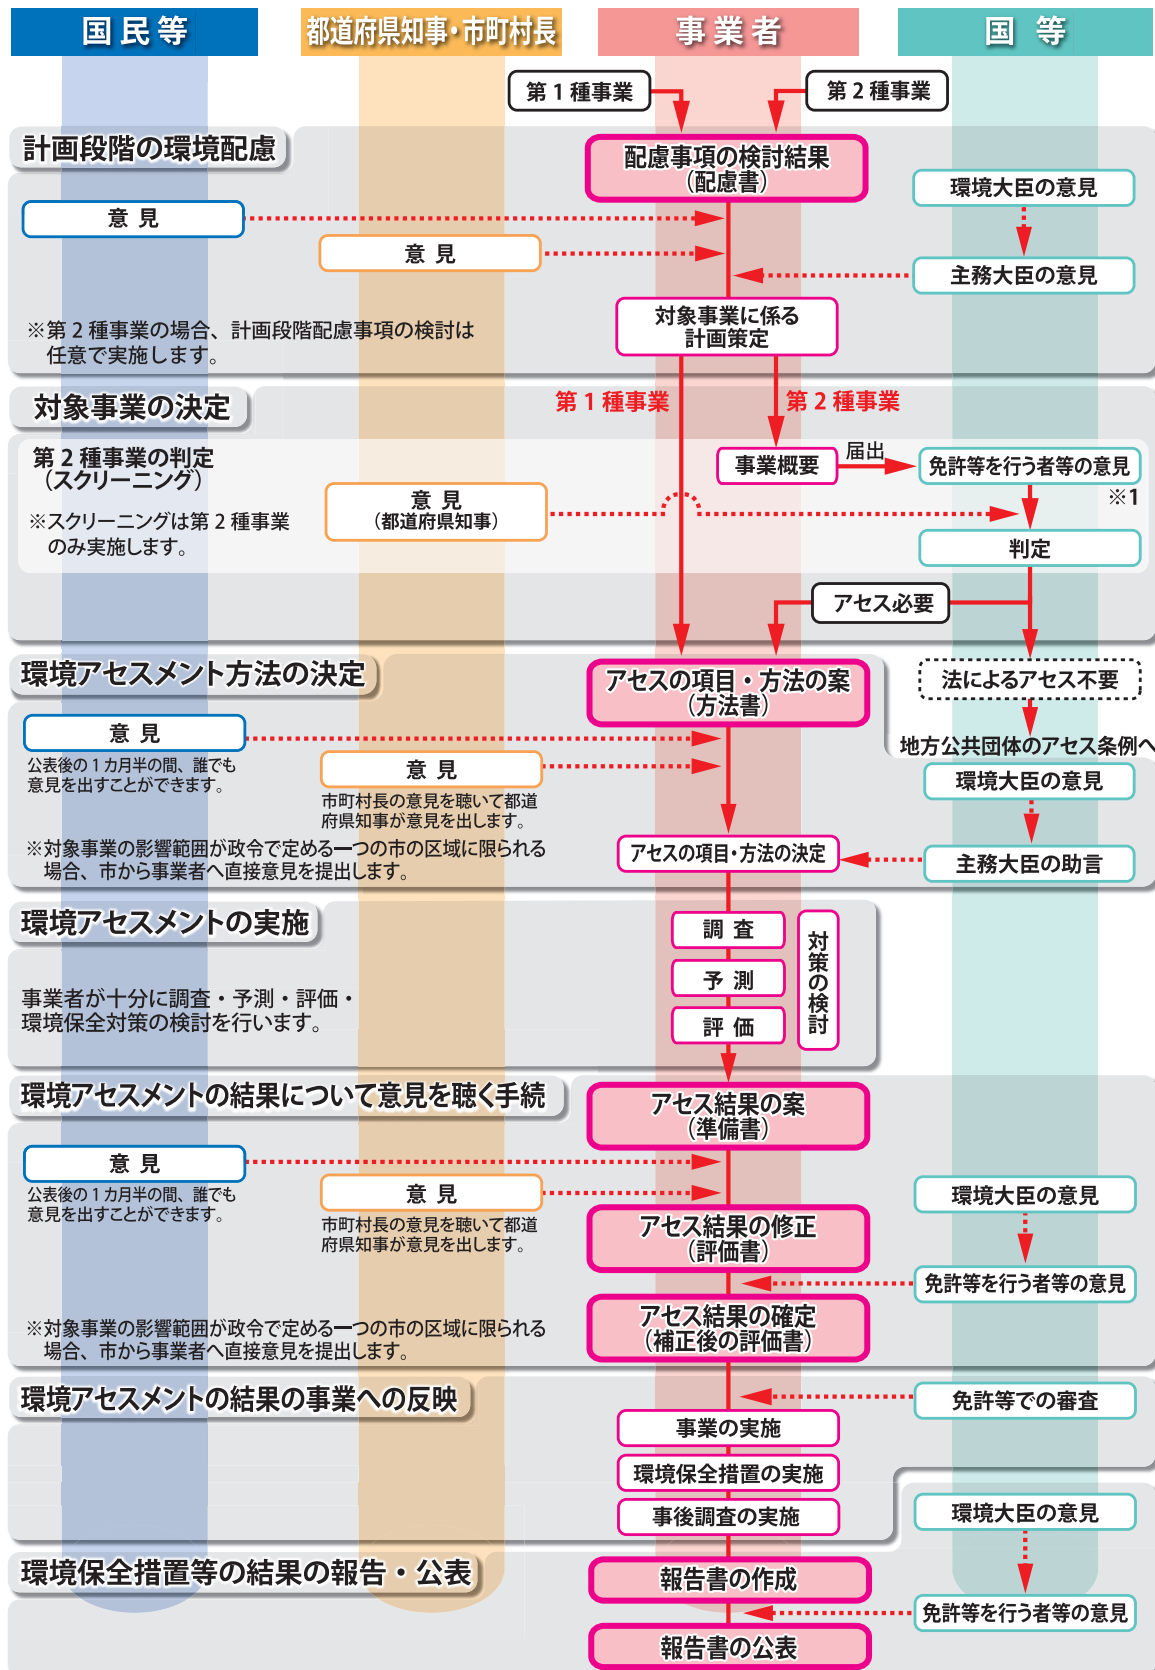 国民等
都道府県知事・市町村長
事業者
国 等
第1種事業
第2種事業
計画段階の環境配慮
配慮事項の検討結果
(配慮書)
環境大臣の意見
意 見
意 見
主務大臣の意見
対象事業に係る
計画策定
※第2種事業の場合、計画段階配慮事項の検討は
任意で実施します。
対象事業の決定
第1種事業
第2種事業
第2種事業の判定
(スクリーニング)
事業概要
届出
免許等を行う者等の意見
※1
意 見
(都道府県知事)
※スクリーニングは第2種事業
のみ実施します。
判定
アセス必要
環境アセスメント方法の決定
アセスの項目・方法の案
(方法書)
法によるアセス不要
地方公共団体のアセス条例へ
意 見
公表後の1カ月半の間、誰でも
意見を出すことができます。
意 見
市町村長の意見を聴いて都道
府県知事が意見を出します。
環境大臣の意見
※対象事業の影響範囲が政令で定める一つの市の区域に限られる
場合、市から事業者へ直接意見を提出します。
アセスの項目・方法の決定
主務大臣の助言
環境アセスメントの実施
調 査
予 測
評 価
対策の検討
事業者が十分に調査・予測・評価・
環境保全対策の検討を行います。
環境アセスメントの結果について意見を聴く手続
アセス結果の案
(準備書)
意 見
公表後の1カ月半の間、誰でも
意見を出すことができます。
意 見
市町村長の意見を聴いて都道
府県知事が意見を出します。
環境大臣の意見
アセス結果の修正
(評価書)
免許等を行う者等の意見
アセス結果の確定
(補正後の評価書)
※対象事業の影響範囲が政令で定める一つの市の区域に限られる
場合、市から事業者へ直接意見を提出します。
環境アセスメントの結果の事業への反映
免許等での審査
事業の実施
環境保全措置の実施
事後調査の実施
環境大臣の意見
環境保全措置等の結果の報告・公表
報告書の作成
免許等を行う者等の意見
報告書の公表